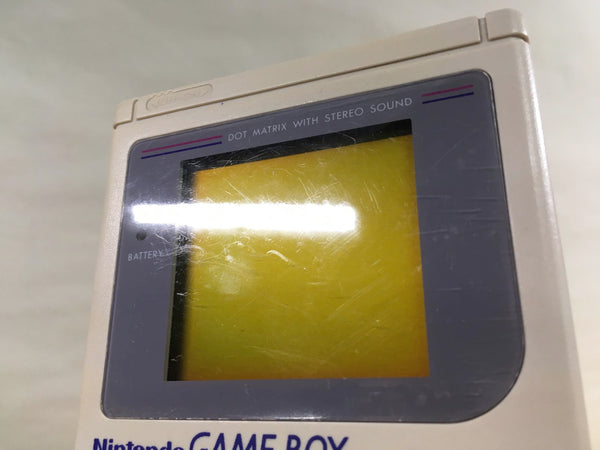 DOT MATRIX WITH STEREO SOUND
BATTERY
Nintendo GAME BOY